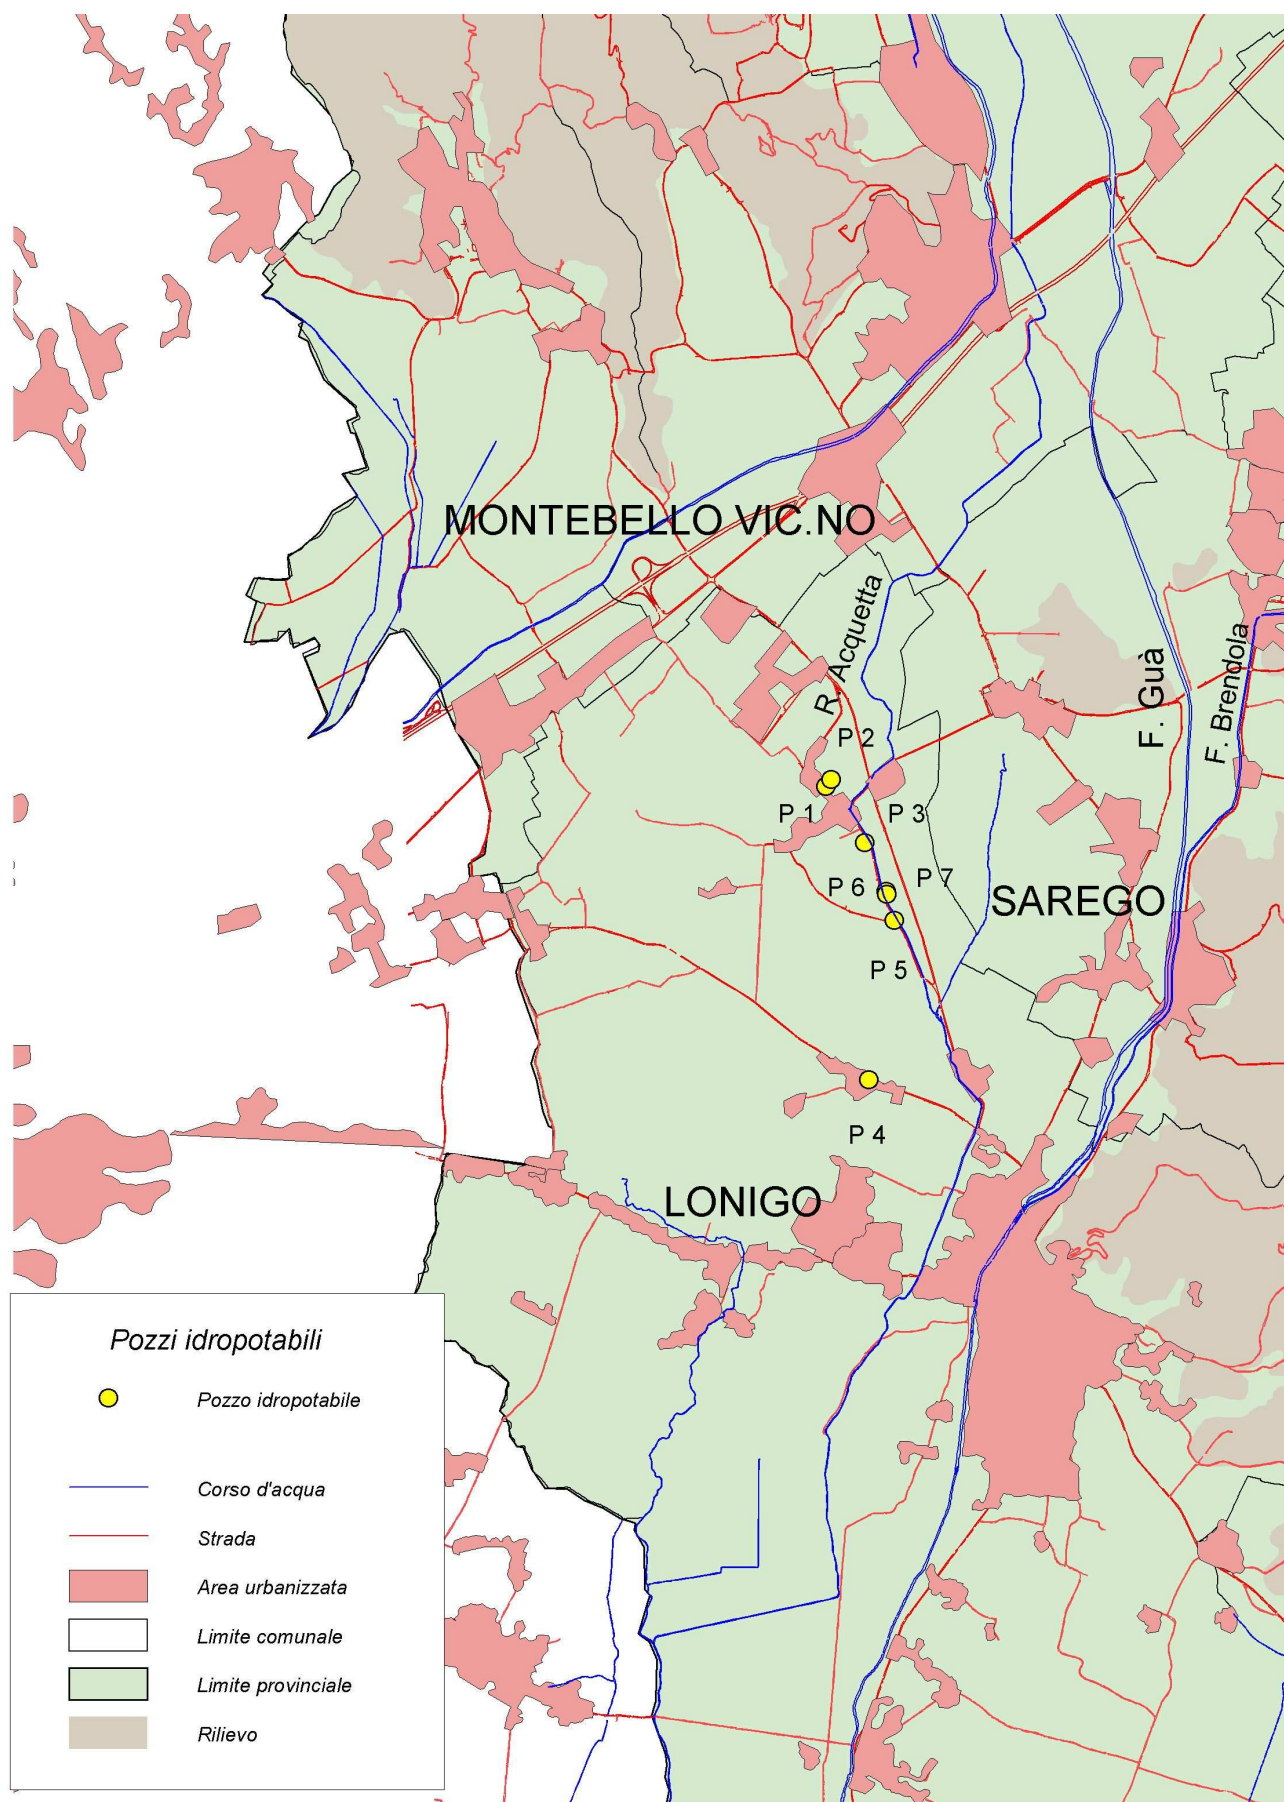 MONTEBELLO VIC.NO
R. Acquetta
F. Guà
F. Brendola
P 2
P 1
P 3
P 6
P 7
SAREGO
P 5
P 4
LONIGO
Pozzi idropotabili
Pozzo idropotabile
Corso d'acqua
Strada
Area urbanizzata
Limite comunale
Limite provinciale
Rilievo